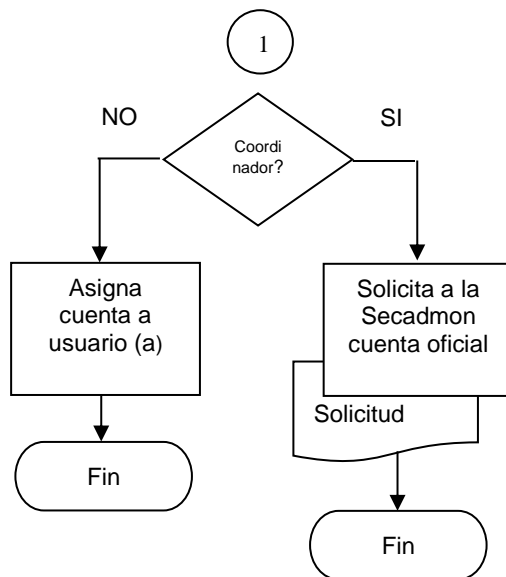 1
NO
SI
Coordi
nador?
Asigna
cuenta a
usuario (a)
Solicita a la
Secadmon
cuenta oficial
Solicitud
Fin
Fin